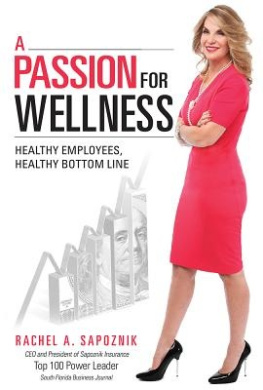 A
PASSION FOR
WELLNESS
HEALTHY EMPLOYEES,
HEALTHY BOTTOM LINE
RACHEL A. SAPOZNIK
CEO and President of Sapoznik Insurance
Top 100 Power Leader
South Florida Business Journal